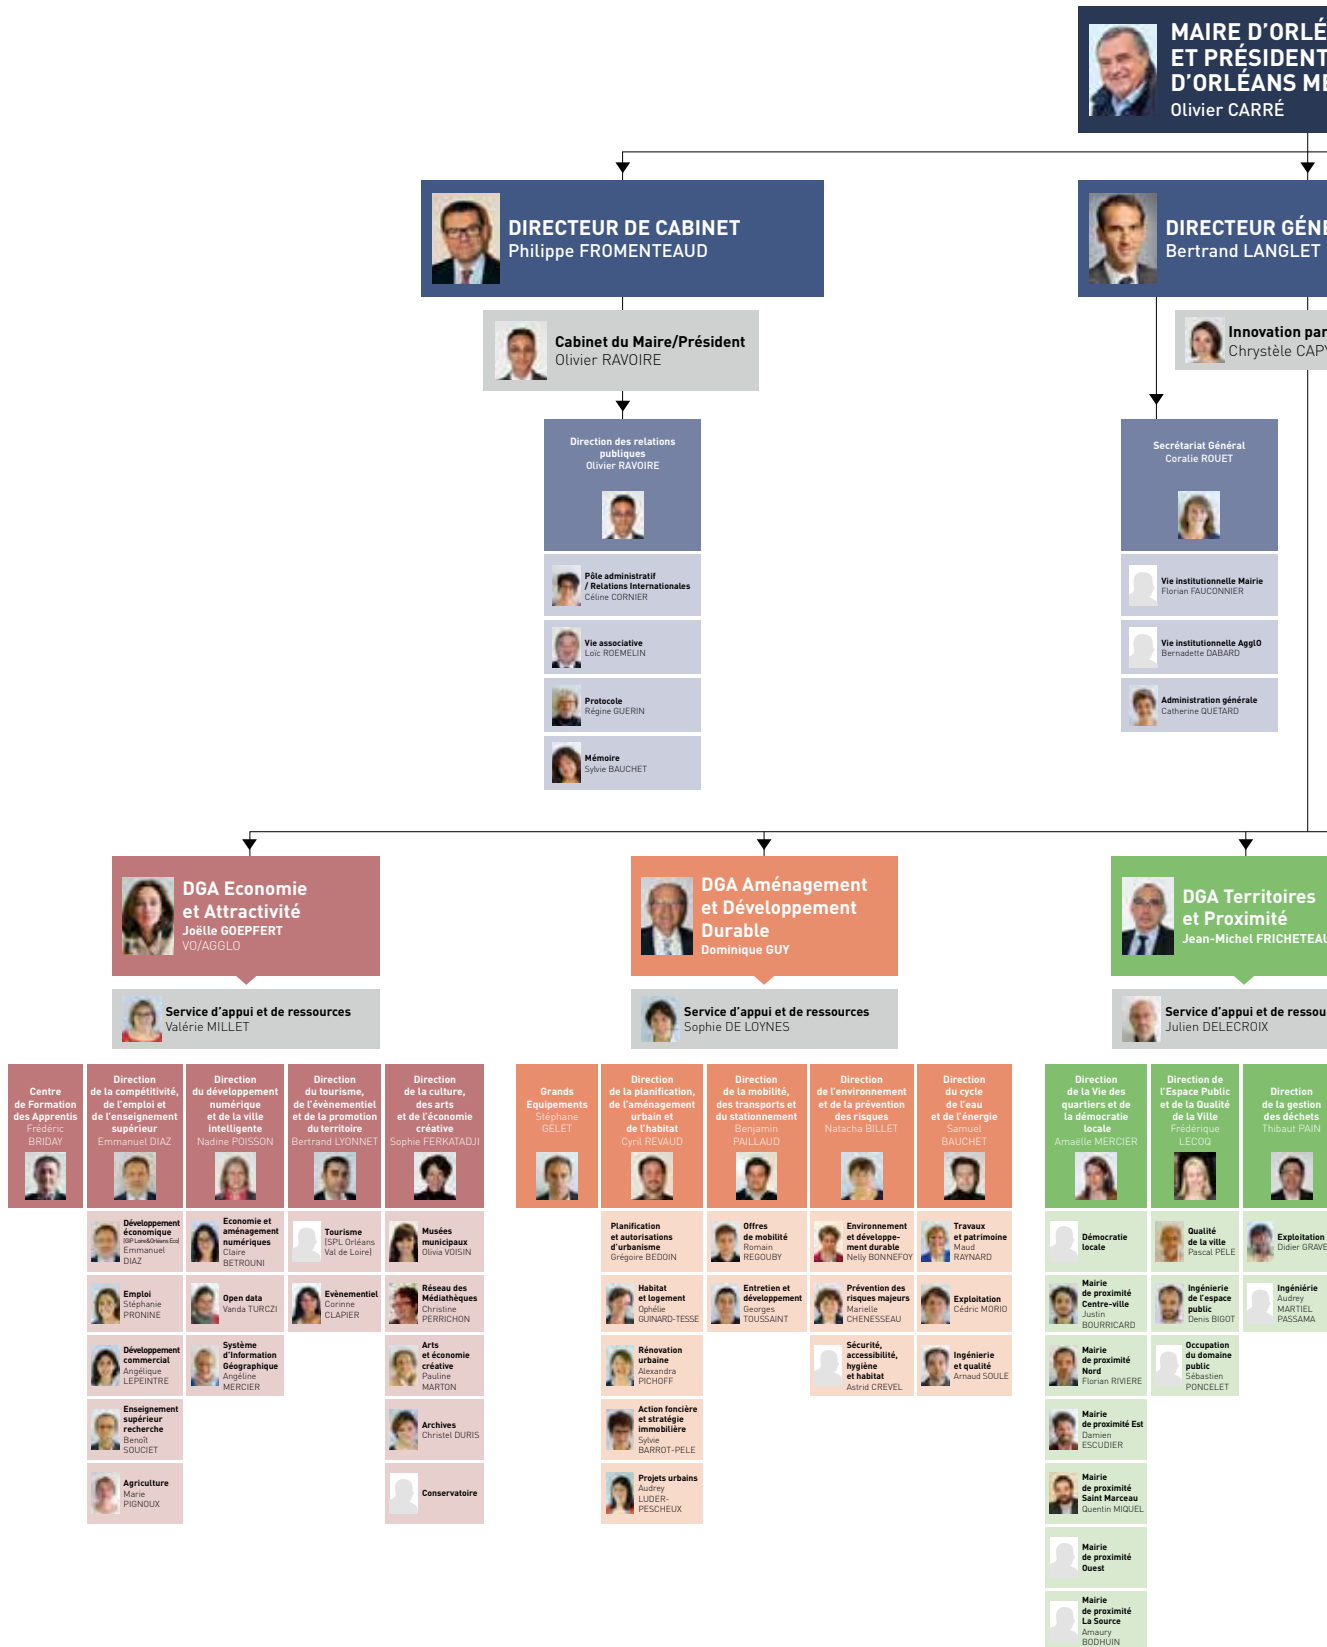 MAIRE D'ORLÉ
ET PRÉSIDENT
D'ORLÉANS MÉ
Olivier CARRÉ
DIRECTEUR DE CABINET
Philippe FROMENTEAUD
DIRECTEUR GÉNÉ
Bertrand LANGLET
Cabinet du Maire/Président
Olivier RAVOIRE
Innovation par
Chrystèle CAPY
Direction des relations
publiques
Olivier RAVOIRE
Pôle administratif
/ Relations Internationales
Céline CORNIER
Vie associative
Loïc ROEMELIN
Protocole
Régine GUERIN
Mémoire
Sylvie BAUCHET
Secrétariat Général
Coralie ROUET
Vie institutionnelle Mairie
Florian FAUCONNIER
Vie institutionnelle AgglO
Bernadette DABARD
Administration générale
Catherine QUETARD
DGA Economie
et Attractivité
Joëlle GOEPFERT
VO/AGGLO
Service d'appui et de ressources
Valérie MILLET
Centre
de Formation
des Apprentis
Frédéric
BRIDAY
Direction
de la compétitivité,
de l'emploi et
de l'enseignement
supérieur
Emmanuel DIAZ
Développement
économique
(GIP Loire&Orléans Eco)
Emmanuel
DIAZ
Emploi
Stéphanie
PRONINE
Développement
commercial
Angélique
LEPEINTRE
Enseignement
supérieur
recherche
Benoît
SOUCIET
Agriculture
Marie
PIGNOUX
Direction
du développement
numérique
et de la ville
intelligente
Nadine POISSON
Economie et
aménagement
numériques
Claire
BETROUNI
Open data
Vanda TURCZI
Système
d'Information
Géographique
Angéline
MERCIER
Direction
du tourisme,
de l'évènementiel
et de la promotion
du territoire
Bertrand LYONNET
Tourisme
(SPL Orléans
Val de Loire)
Evènementiel
Corinne
CLAPIER
Direction
de la culture,
des arts
et de l'économie
créative
Sophie FERKATADJI
Musées
municipaux
Olivia VOISIN
Réseau des
Médiathèques
Christine
PERRICHON
Arts
et économie
créative
Pauline
MARTON
Archives
Christel DURIS
Conservatoire
DGA Aménagement
et Développement
Durable
Dominique GUY
Service d'appui et de ressources
Sophie DE LOYNES
Grands
Equipements
Stéphane
GELET
Direction
de la planification,
de l'aménagement
urbain et
de l'habitat
Cyril REVAUD
Planification
et autorisations
d'urbanisme
Grégoire BEDOIN
Habitat
et logement
Ophélie
GUINARD-TESSE
Rénovation
urbaine
Alexandra
PICHOFF
Action foncière
et stratégie
immobilière
Sylvie
BARROT-PELE
Projets urbains
Audrey
LUDER-
PESCHEUX
Direction
de la mobilité,
des transports et
du stationnement
Benjamin
PAILLAUD
Offres
de mobilité
Romain
REGOUBY
Entretien et
développement
Georges
TOUSSAINT
Direction
de l'environnement
et de la prévention
des risques
Natacha BILLET
Environnement
et développe-
ment durable
Nelly BONNEFOY
Prévention des
risques majeurs
Marielle
CHENESSEAU
Sécurité,
accessibilité,
hygiène
et habitat
Astrid CREVEL
Direction
du cycle
de l'eau
et de l'énergie
Samuel
BAUCHET
Travaux
et patrimoine
Maud
RAYNARD
Exploitation
Cédric MORIO
Ingénierie
et qualité
Arnaud SOULE
DGA Territoires
et Proximité
Jean-Michel FRICHETEAU
Service d'appui et de ressou
Julien DELECROIX
Direction
de la Vie des
quartiers et de
la démocratie
locale
Amaëlle MERCIER
Démocratie
locale
Mairie
de proximité
Centre-ville
Justin
BOURRICARD
Mairie
de proximité
Nord
Florian RIVIERE
Mairie
de proximité Est
Damien
ESCUDIER
Mairie
de proximité
Saint Marceau
Quentin MIQUEL
Mairie
de proximité
Ouest
Mairie
de proximité
La Source
Amaury
BODHUIN
Direction de
l'Espace Public
et de la Qualité
de la Ville
Frédérique
LECOQ
Qualité
de la ville
Pascal PELE
Ingénierie
de l'espace
public
Denis BIGOT
Occupation
du domaine
public
Sébastien
PONCELET
Direction
de la gestion
des déchets
Thibaut PAIN
Exploitation
Didier GRAVE
Ingéniérie
Audrey
MARTIEL
PASSAMA